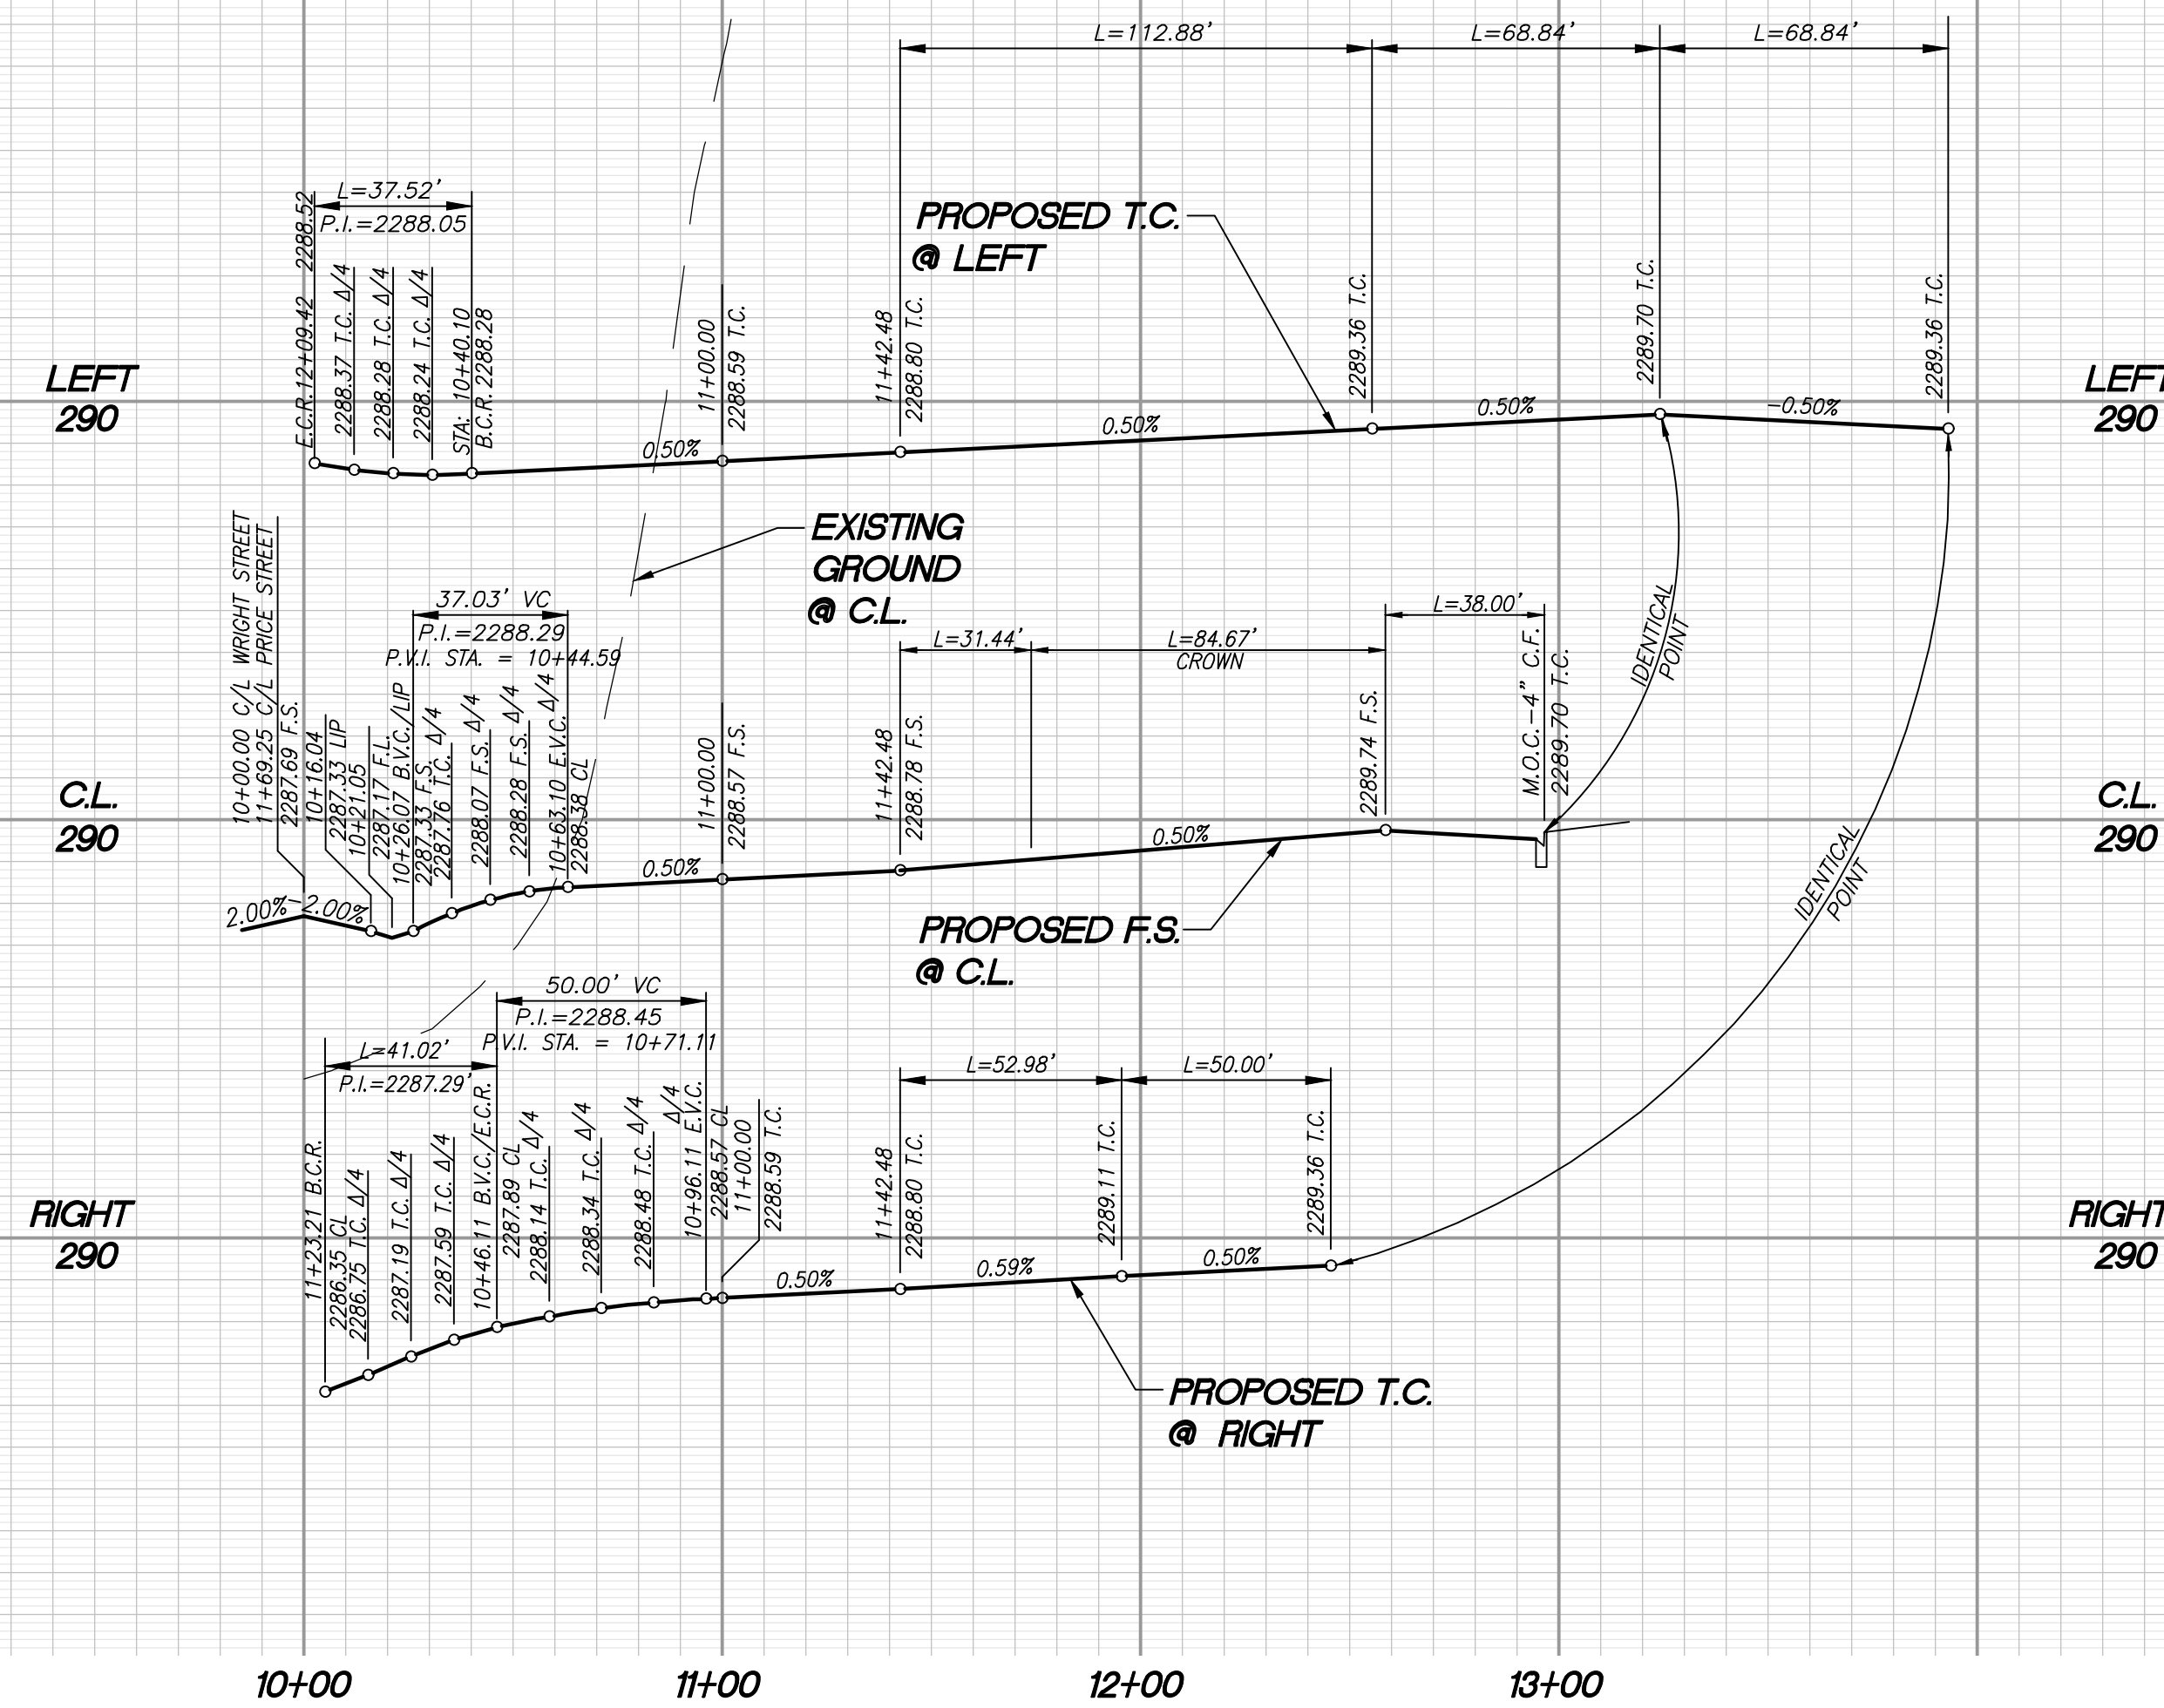 L=112.88'
L=68.84'
L=68.84'
L=37.52'
P.I.=2288.05
E.C.R.12+09.42 2288.52
2288.37 T.C. Δ/4
2288.28 T.C. Δ/4
2288.24 T.C. Δ/4
STA: 10+40.10
B.C.R. 2288.28
11+00.00
2288.59 T.C.
11+42.48
2288.80 T.C.
PROPOSED T.C.
@ LEFT
2289.36 T.C.
2289.70 T.C.
2289.36 T.C.
LEFT
290
0.50%
0.50%
0.50%
-0.50%
LEFT
290
EXISTING
GROUND
@ C.L.
10+00.00 C/L WRIGHT STREET
11+69.25 C/L PRICE STREET
2287.69 F.S.
10+16.04
2287.33 LIP
10+21.05
2287.17 F.L.
10+26.07 B.V.C./LIP
2287.33 F.S.
37.03' VC
P.I.=2288.29
P.V.I. STA. = 10+44.59
2287.76 T.C. Δ/4
2288.07 F.S. Δ/4
2288.28 F.S. Δ/4
10+63.10 E.V.C. Δ/4
2288.38 CL
11+00.00
2288.57 F.S.
11+42.48
2288.78 F.S.
L=31.44'
L=84.67'
CROWN
L=38.00'
2289.74 F.S.
M.O.C.-4" C.F.
2289.70 T.C.
IDENTICAL
POINT
C.L.
290
2.00%
-2.00%
0.50%
0.50%
C.L.
290
IDENTICAL
POINT
PROPOSED F.S.
@ C.L.
50.00' VC
P.I.=2288.45
P.V.I. STA. = 10+71.11
L=41.02'
P.I.=2287.29'
11+23.21 B.C.R.
2286.35 CL
2286.75 T.C. Δ/4
2287.19 T.C. Δ/4
2287.59 T.C. Δ/4
10+46.11 B.V.C./E.C.R.
2287.89 CL
2288.14 T.C. Δ/4
2288.34 T.C. Δ/4
2288.48 T.C. Δ/4
10+96.11 E.V.C. Δ/4
2288.57 CL
11+00.00
2288.59 T.C.
L=52.98'
L=50.00'
11+42.48
2288.80 T.C.
2289.11 T.C.
2289.36 T.C.
RIGHT
290
0.50%
0.59%
0.50%
RIGHT
290
PROPOSED T.C.
@ RIGHT
10+00
11+00
12+00
13+00